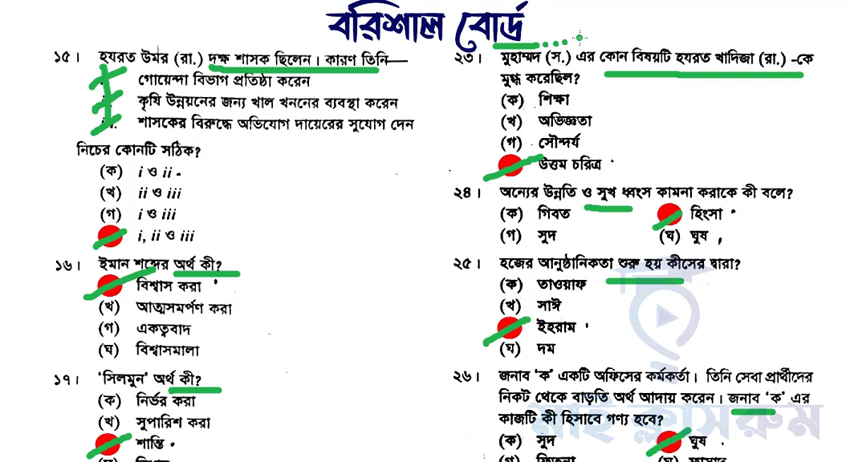 বরিশাল বোর্ড
১৫। হযরত উমর (রা.) দক্ষ শাসক ছিলেন। কারণ তিনি—
গোয়েন্দা বিভাগ প্রতিষ্ঠা করেন
কৃষি উন্নয়নের জন্য খাল খননের ব্যবস্থা করেন
শাসকের বিরুদ্ধে অভিযোগ দায়েরের সুযোগ দেন
নিচের কোনটি সঠিক?
(ক) i ও ii
(খ) ii ও iii
(গ) i ও iii
i, ii ও iii
১৬। ইমান শব্দের অর্থ কী?
বিশ্বাস করা
(খ) আত্মসমর্পণ করা
(গ) একত্ববাদ
(ঘ) বিশ্বাসমালা
১৭। ‘সিলমুন’ অর্থ কী?
(ক) নির্ভর করা
(খ) সুপারিশ করা
শান্তি
২৩। মুহাম্মদ (স.) এর কোন বিষয়টি হযরত খাদিজা (রা.) -কে
মুগ্ধ করেছিল?
(ক) শিক্ষা
(খ) অভিজ্ঞতা
(গ) সৌন্দর্য
উত্তম চরিত্র
২৪। অন্যের উন্নতি ও সুখ ধ্বংস কামনা করাকে কী বলে?
(ক) গিবত হিংসা
(গ) সুদ (ঘ) ঘুষ
২৫। হজের আনুষ্ঠানিকতা শুরু হয় কীসের দ্বারা?
(ক) তাওয়াফ
(খ) সাঈ
ইহরাম
(ঘ) দম
২৬। জনাব ‘ক’ একটি অফিসের কর্মকর্তা। তিনি সেবা প্রার্থীদের
নিকট থেকে বাড়তি অর্থ আদায় করেন। জনাব ‘ক’ এর
কাজটি কী হিসাবে গণ্য হবে?
(ক) সুদ ঘুষ
মাই ক্লাসরুম